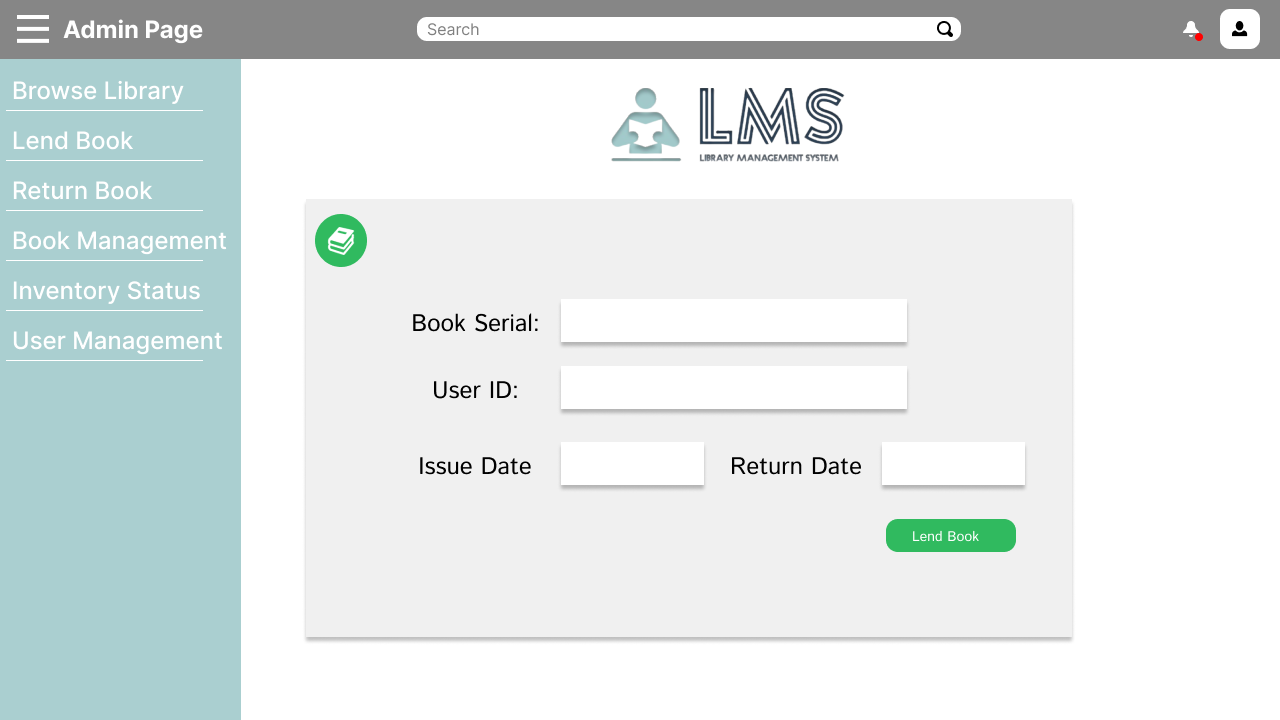 Admin Page
Search
Browse Library
Lend Book
Return Book
Book Management
Inventory Status
User Management
LMS
LIBRARY MANAGEMENT SYSTEM
Book Serial:
User ID:
Issue Date
Return Date
Lend Book